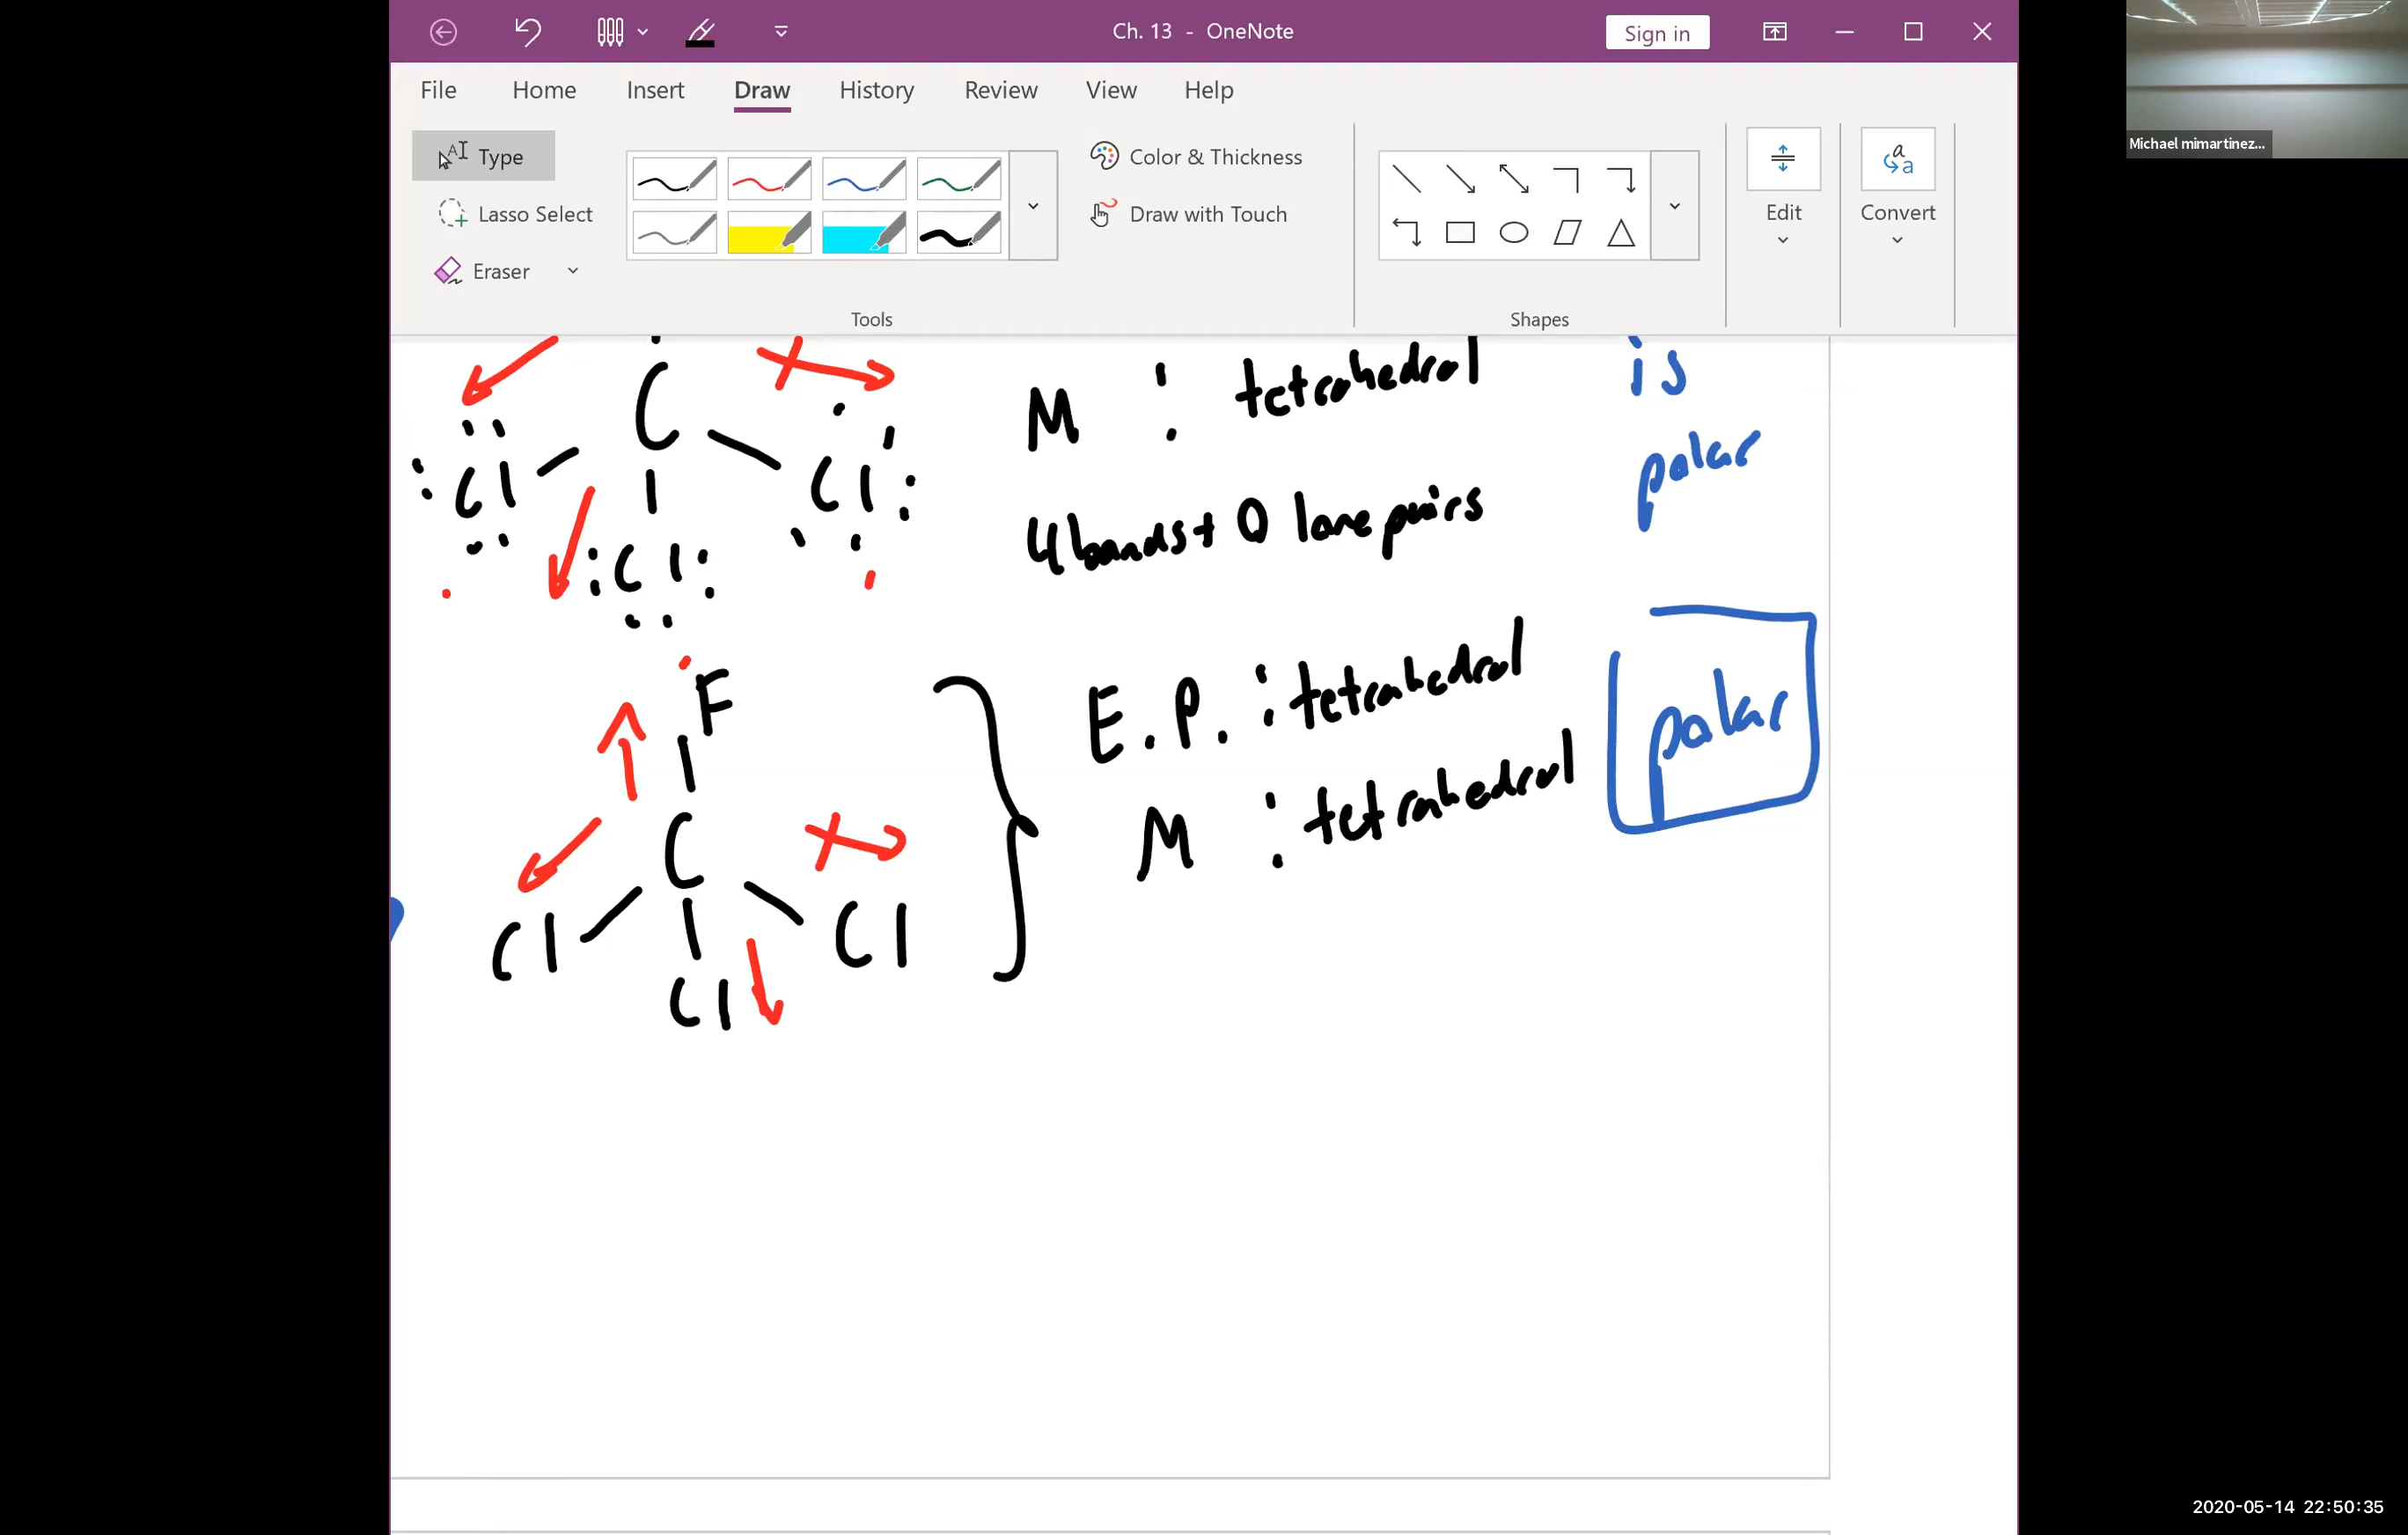 Ch. 13 - OneNote
Sign in
File Home Insert Draw History Review View Help
Type
Lasso Select
Eraser
Color & Thickness
Draw with Touch
Edit
Convert
Tools
Shapes
Michael mimartinez...
C
Cl
Cl
Cl
M : tetrahedral
4 bonds + 0 lone pairs
is
polar
F
C
Cl
Cl
Cl
E.P. : tetrahedral
M : tetrahedral
polar
2020-05-14 22:50:35